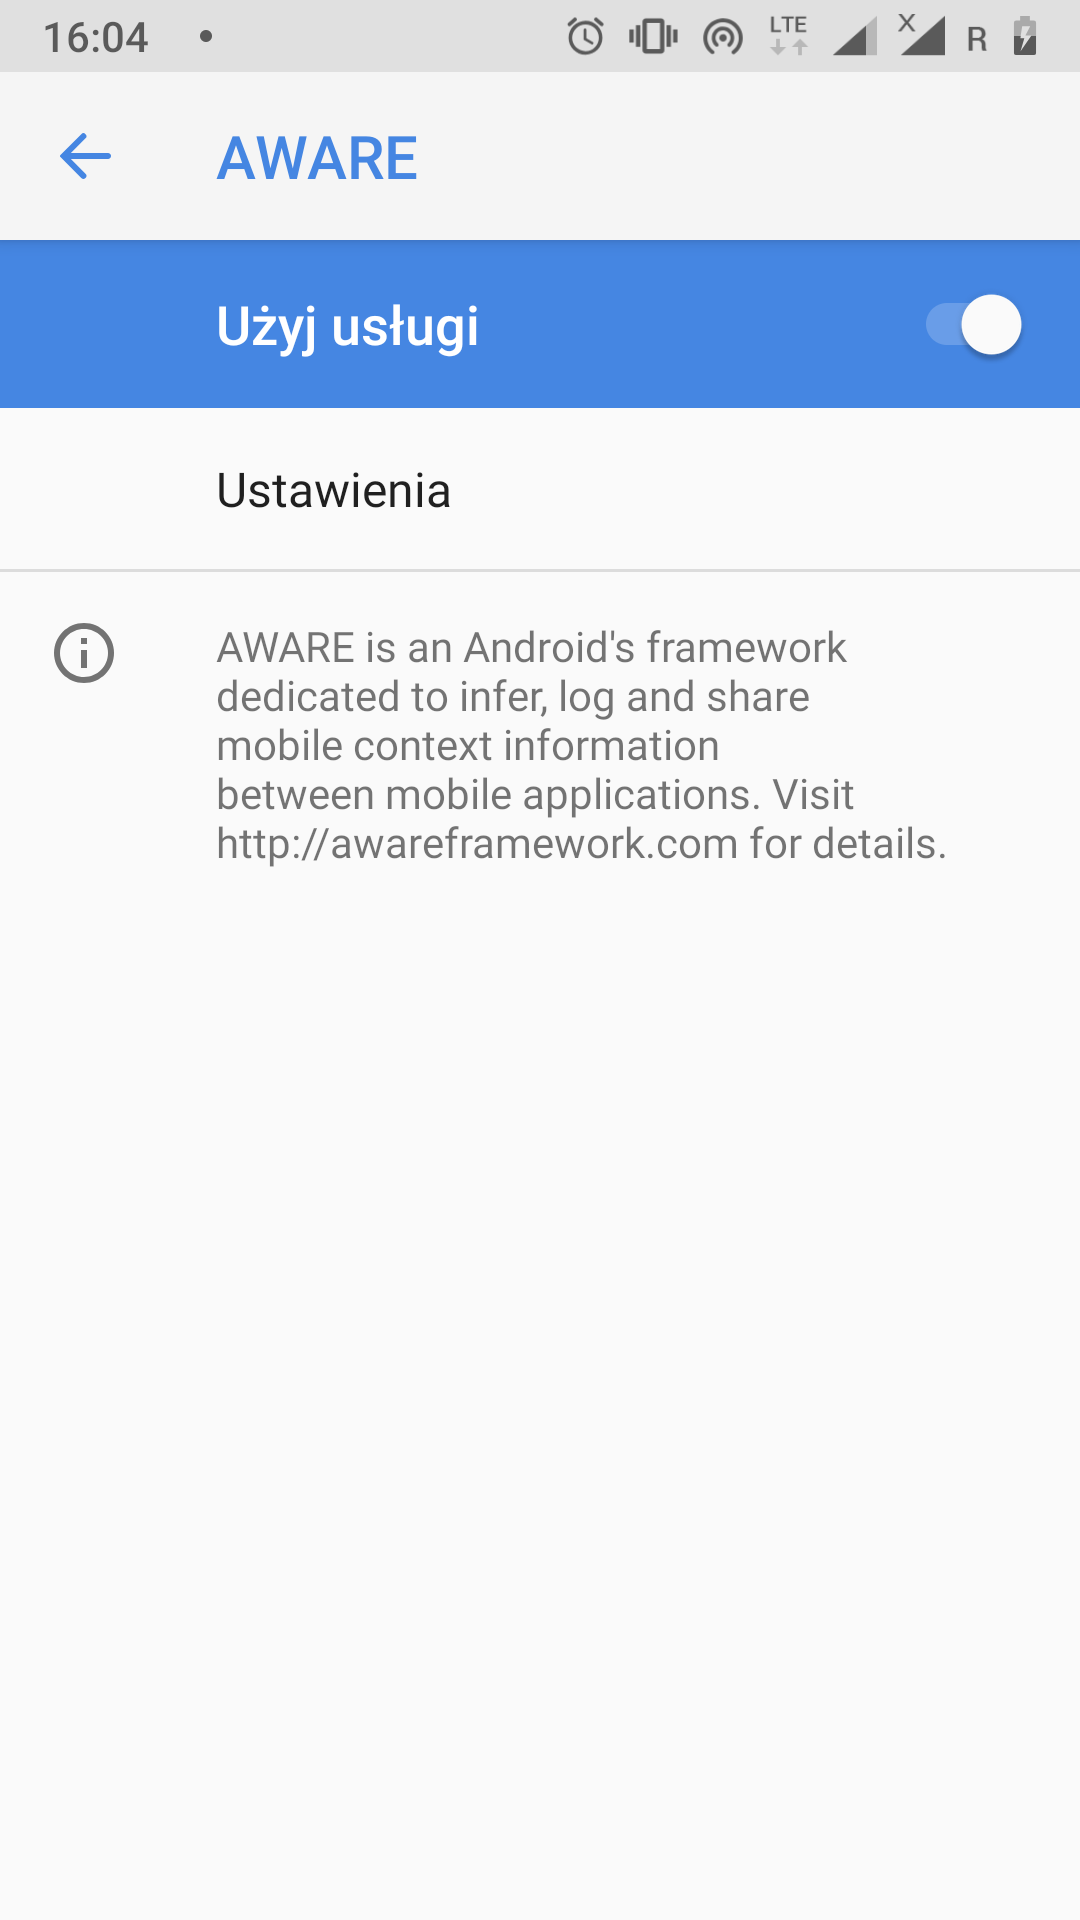 16:04
LTE
X
R
AWARE
Użyj usługi
Ustawienia
AWARE is an Android's framework
dedicated to infer, log and share
mobile context information
between mobile applications. Visit
http://awareframework.com for details.